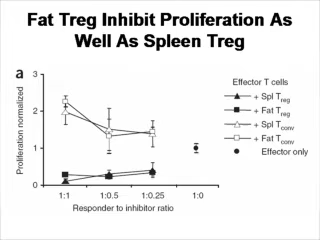 Fat Treg Inhibit Proliferation As
Well As Spleen Treg
a
Proliferation normalized
3
2
1
0
1:1 1:0.5 1:0.25 1:0
Responder to inhibitor ratio
Effector T cells
+ Spl Treg
+ Fat Treg
+ Spl Tconv
+ Fat Tconv
Effector only